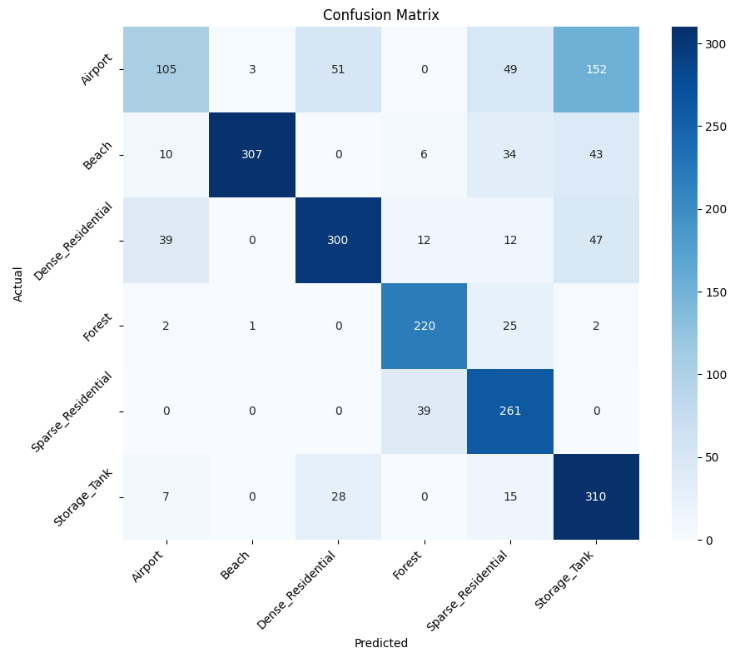 Confusion Matrix
Actual
Airport 105 3 51 0 49 152
Beach 10 307 0 6 34 43
Dense_Residential 39 0 300 12 12 47
Forest 2 1 0 220 25 2
Sparse_Residential 0 0 0 39 261 0
Storage_Tank 7 0 28 0 15 310
Airport Beach Dense_Residential Forest Sparse_Residential Storage_Tank
Predicted
300
250
200
150
100
50
0